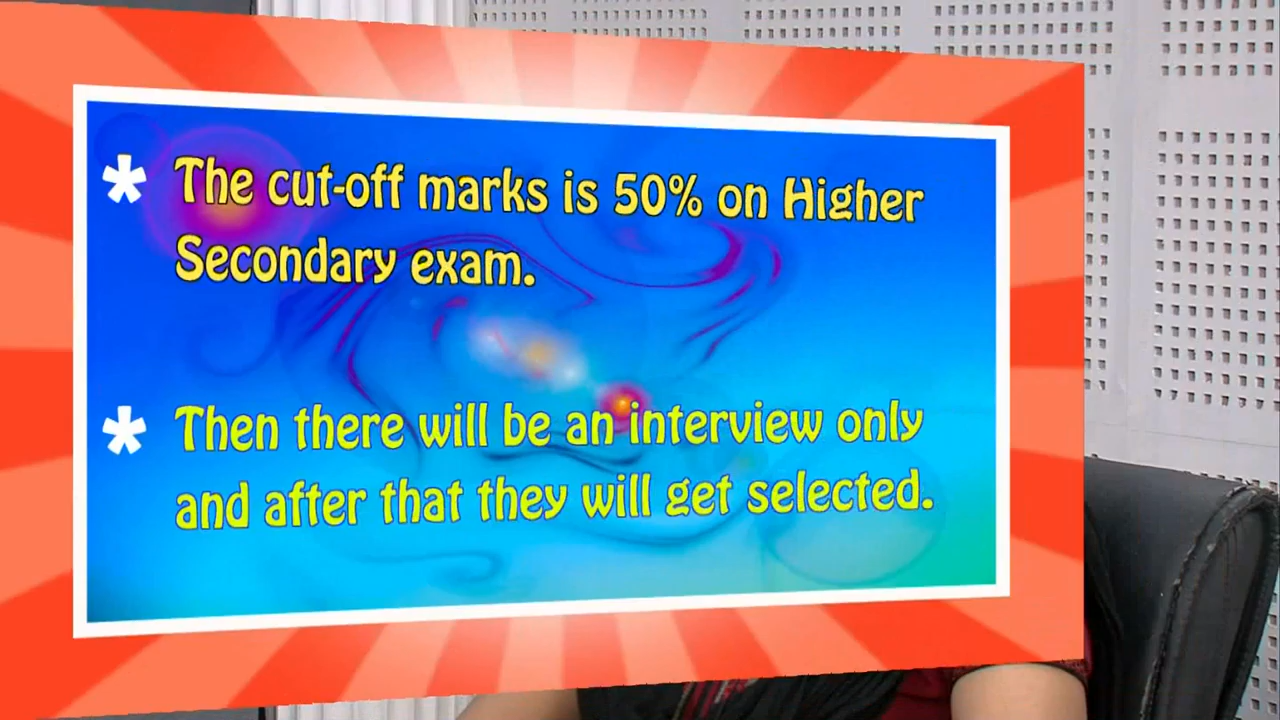 * The cut-off marks is 50% on Higher
Secondary exam.
* Then there will be an interview only
and after that they will get selected.